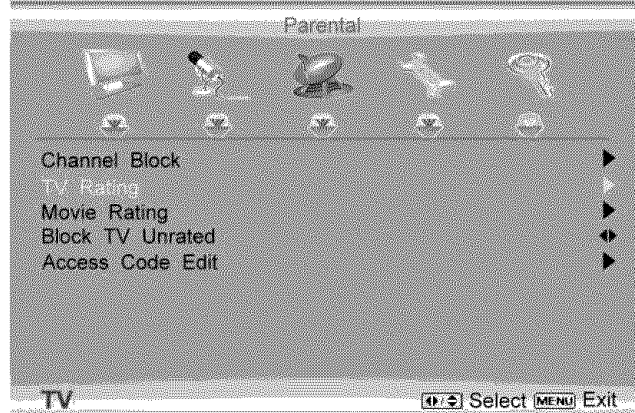 Parental
Channel Block
TV Rating
Movie Rating
Block TV Unrated
Access Code Edit
TV Select MENU Exit